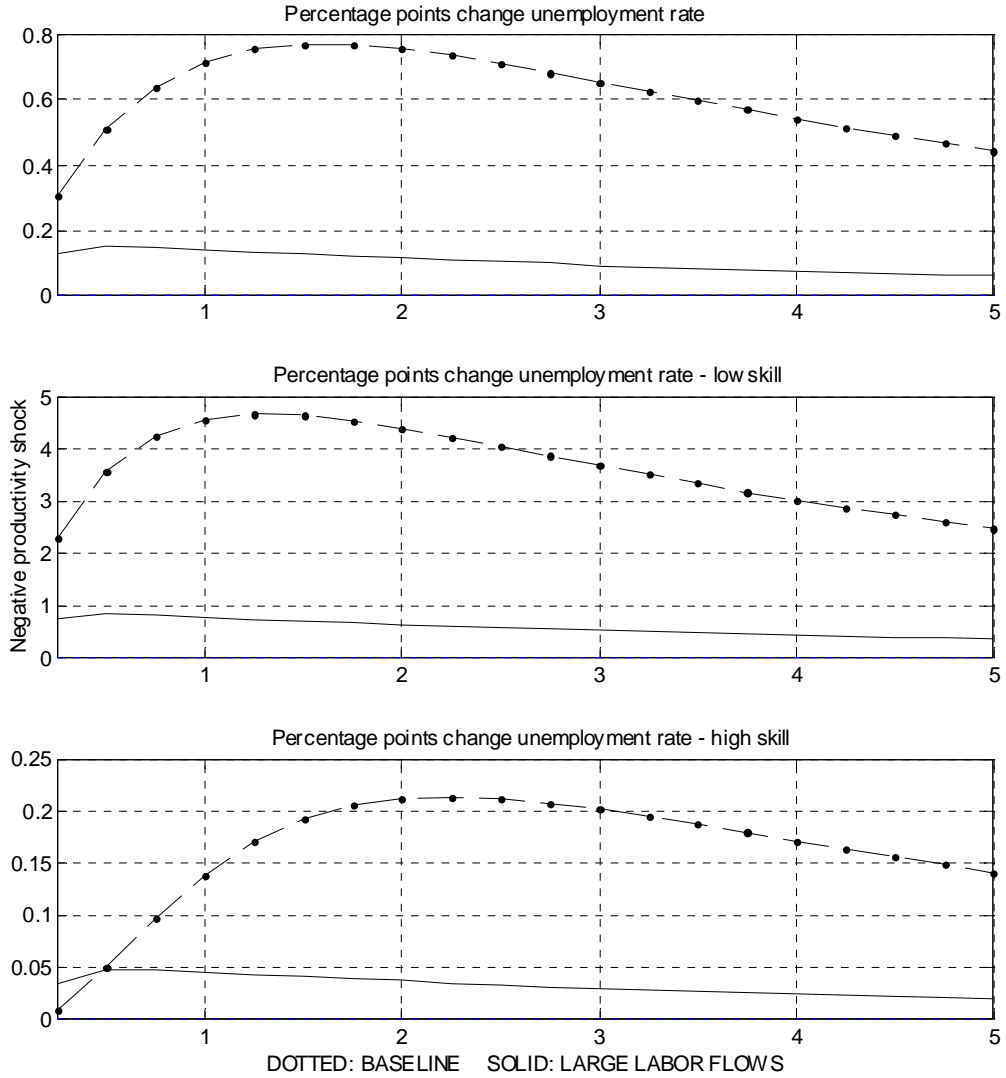 Percentage points change unemployment rate
0.8
0.6
0.4
0.2
0
1 2 3 4 5
Percentage points change unemployment rate - low skill
Negative productivity shock
5
4
3
2
1
0
1 2 3 4 5
Percentage points change unemployment rate - high skill
0.25
0.2
0.15
0.1
0.05
0
1 2 3 4 5
DOTTED: BASELINE SOLID: LARGE LABOR FLOWS